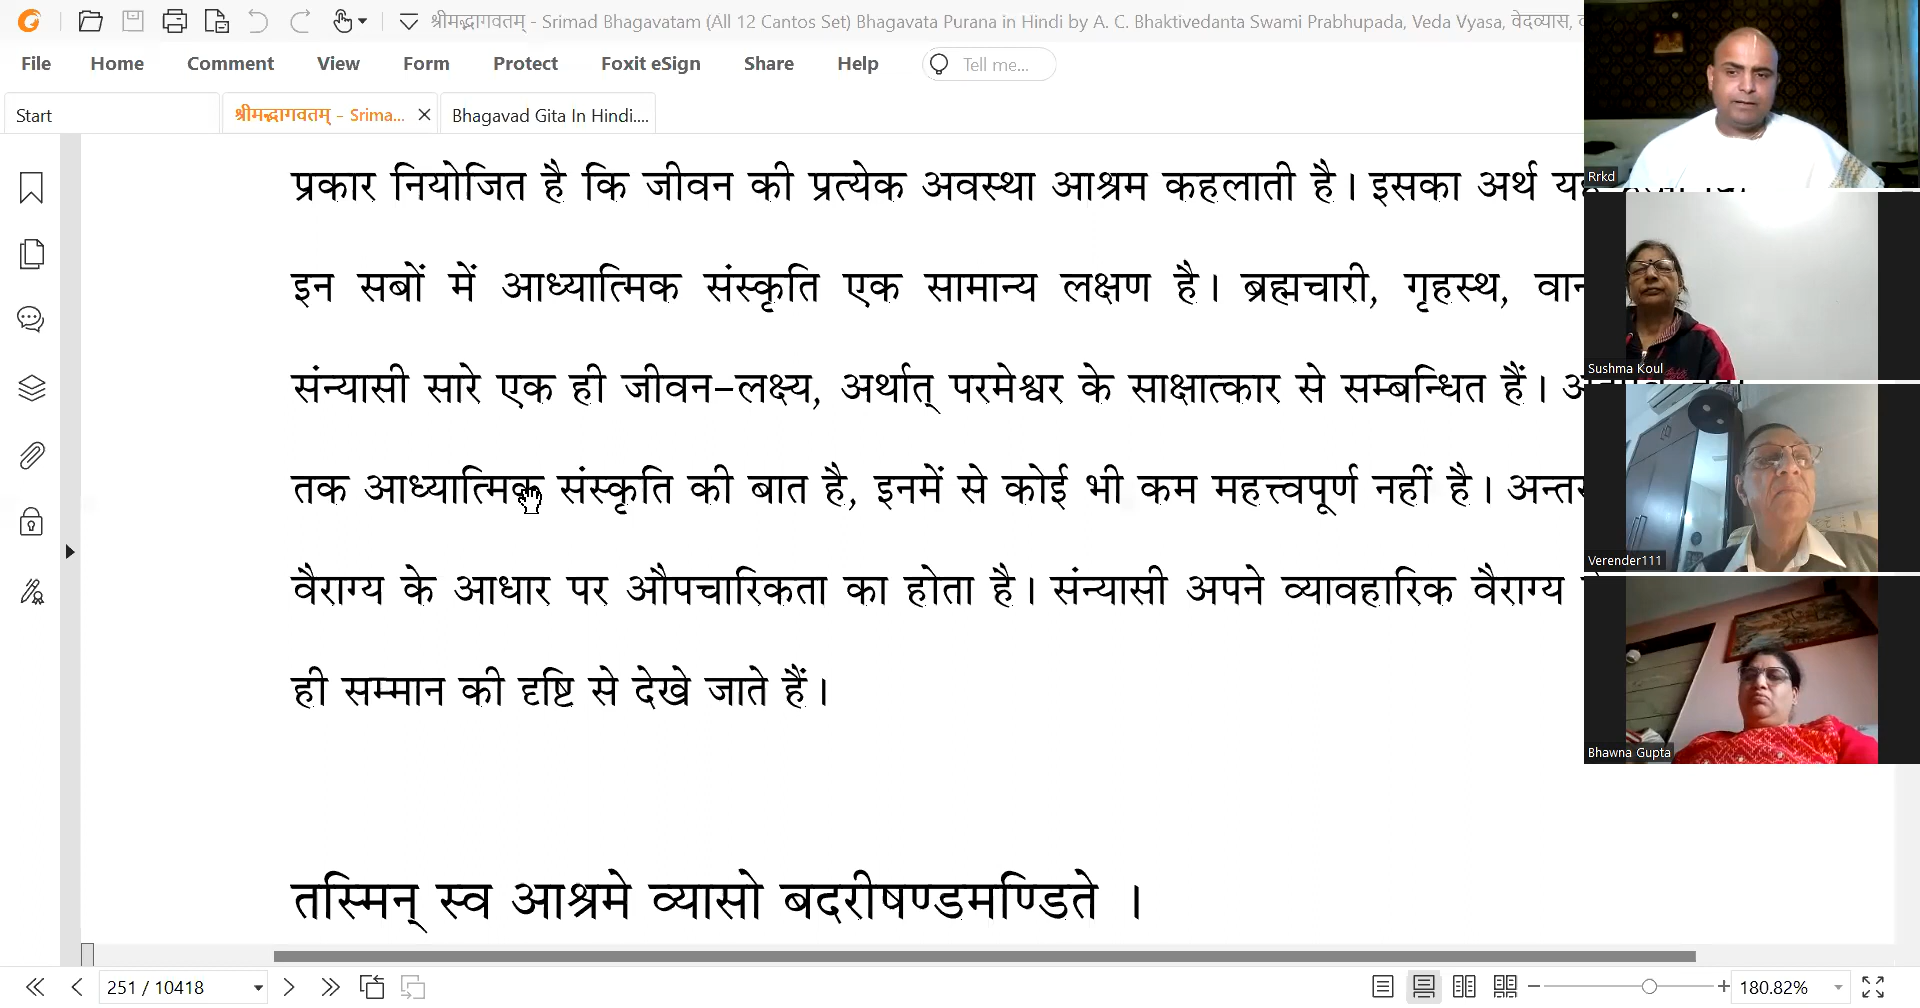 श्रीमद्भागवतम् - Srimad Bhagavatam (All 12 Cantos Set) Bhagavata Purana in Hindi by A. C. Bhaktivedanta Swami Prabhupada, Veda Vyasa, वेदव्यास,
File Home Comment View Form Protect Foxit eSign Share Help Tell me...
Start श्रीमद्भागवतम् - Srima... Bhagavad Gita In Hindi....
प्रकार नियोजित है कि जीवन की प्रत्येक अवस्था आश्रम कहलाती है। इसका अर्थ
इन सबों में आध्यात्मिक संस्कृति एक सामान्य लक्षण है। ब्रह्मचारी, गृहस्थ,
संन्यासी सारे एक ही जीवन-लक्ष्य, अर्थात् परमेश्वर के साक्षात्कार से सम्बन्धित हैं।
तक आध्यात्मिक संस्कृति की बात है, इनमें से कोई भी कम महत्त्वपूर्ण नहीं है।
वैराग्य के आधार पर औपचारिकता का होता है। संन्यासी अपने व्यावहारिक वैराग्य
ही सम्मान की दृष्टि से देखे जाते हैं।
तस्मिन् स्व आश्रमे व्यासो बदरीषण्डमण्डिते ।
Rrkd
Sushma Koul
Verender111
Bhawna Gupta
251 / 10418
180.82%